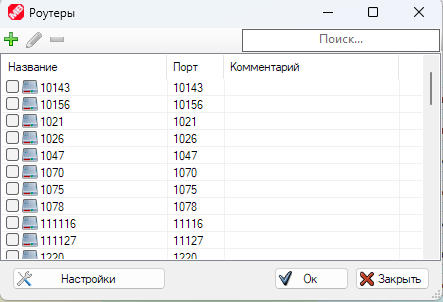 Роутеры
Поиск...
Название Порт Комментарий
10143 10143
10156 10156
1021 1021
1026 1026
1047 1047
1070 1070
1075 1075
1078 1078
111116 11116
111127 11127
1220 1220
Настройки Ок Закрыть